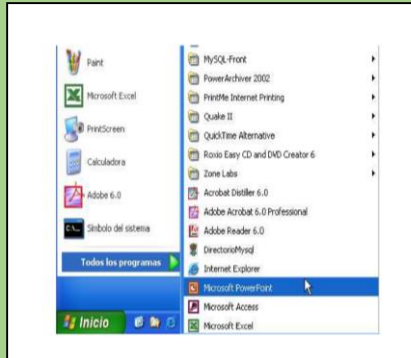 Paint
Microsoft Excel
PrintScreen
Calculadora
Adobe 6.0
Símbolo del sistema
Todos los programas
Inicio
MySQL-Front
PowerArchiver 2002
PrintMe Internet Printing
Quake II
QuickTime Alternative
Roxio Easy CD and DVD Creator 6
Zone Labs
Acrobat Distiller 6.0
Adobe Acrobat 6.0 Professional
Adobe Reader 6.0
DirectorioMysql
Internet Explorer
Microsoft PowerPoint
Microsoft Access
Microsoft Excel